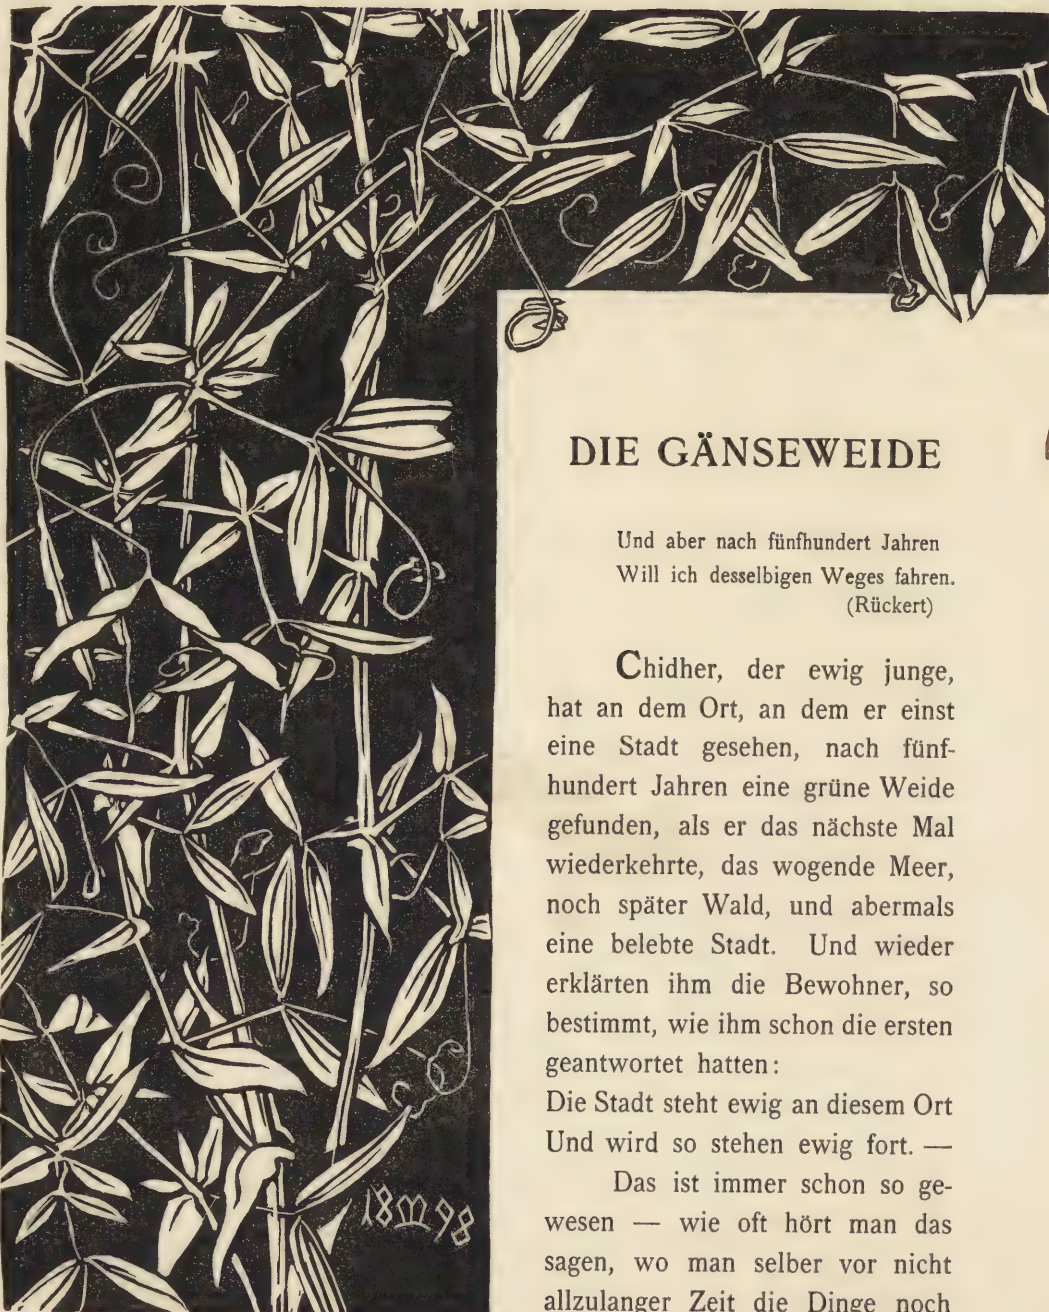 DIE GÄNSEWEIDE
Und aber nach fünfhundert Jahren
Will ich desselbigen Weges fahren.
(Rückert)
Chidher, der ewig junge,
hat an dem Ort, an dem er einst
eine Stadt gesehen, nach fünf-
hundert Jahren eine grüne Weide
gefunden, als er das nächste Mal
wiederkehrte, das wogende Meer,
noch später Wald, und abermals
eine belebte Stadt. Und wieder
erklärten ihm die Bewohner, so
bestimmt, wie ihm schon die ersten
geantwortet hatten:
Die Stadt steht ewig an diesem Ort
Und wird so stehen ewig fort. —
Das ist immer schon so ge-
wesen — wie oft hört man das
sagen, wo man selber vor nicht
allzulanger Zeit die Dinge noch
18M98